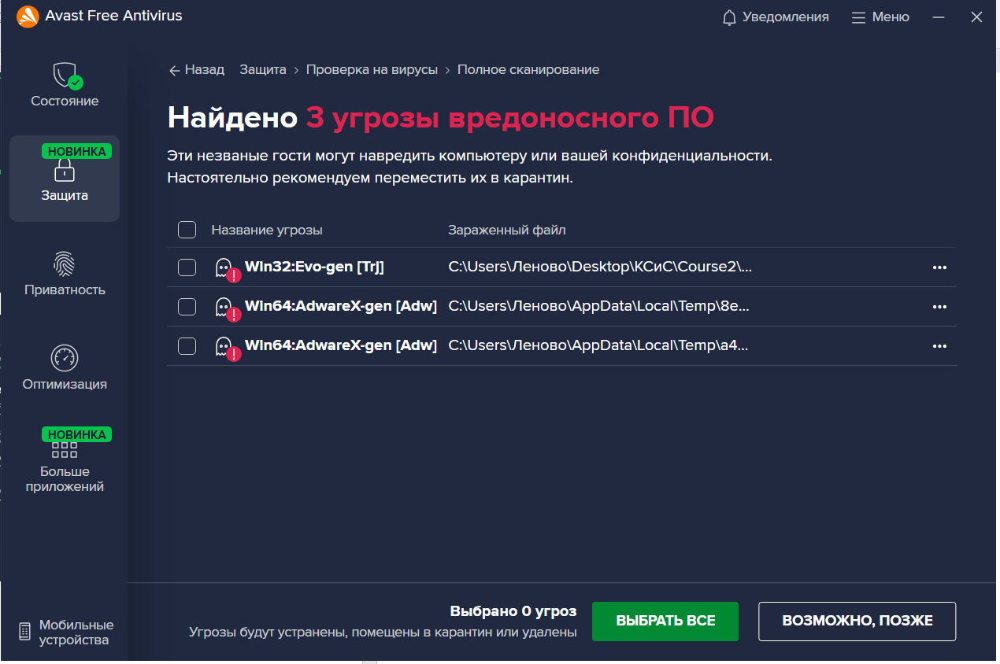 Avast Free Antivirus
Уведомления
Меню
Состояние
НОВИНКА
Защита
Приватность
Оптимизация
НОВИНКА
Больше
приложений
Мобильные
устройства
Назад Защита > Проверка на вирусы > Полное сканирование
Найдено 3 угрозы вредоносного ПО
Эти незваные гости могут навредить компьютеру или вашей конфиденциальности.
Настоятельно рекомендуем переместить их в карантин.
Название угрозы Зараженный файл
Win32:Evo-gen [Trj] C:\Users\Леново\Desktop\КСиС\Course2\...
Win64:AdwareX-gen [Adw] C:\Users\Леново\AppData\Local\Temp\8e...
Win64:AdwareX-gen [Adw] C:\Users\Леново\AppData\Local\Temp\a4...
Выбрано 0 угроз
Угрозы будут устранены, помещены в карантин или удалены
ВЫБРАТЬ ВСЕ
ВОЗМОЖНО, ПОЗЖЕ